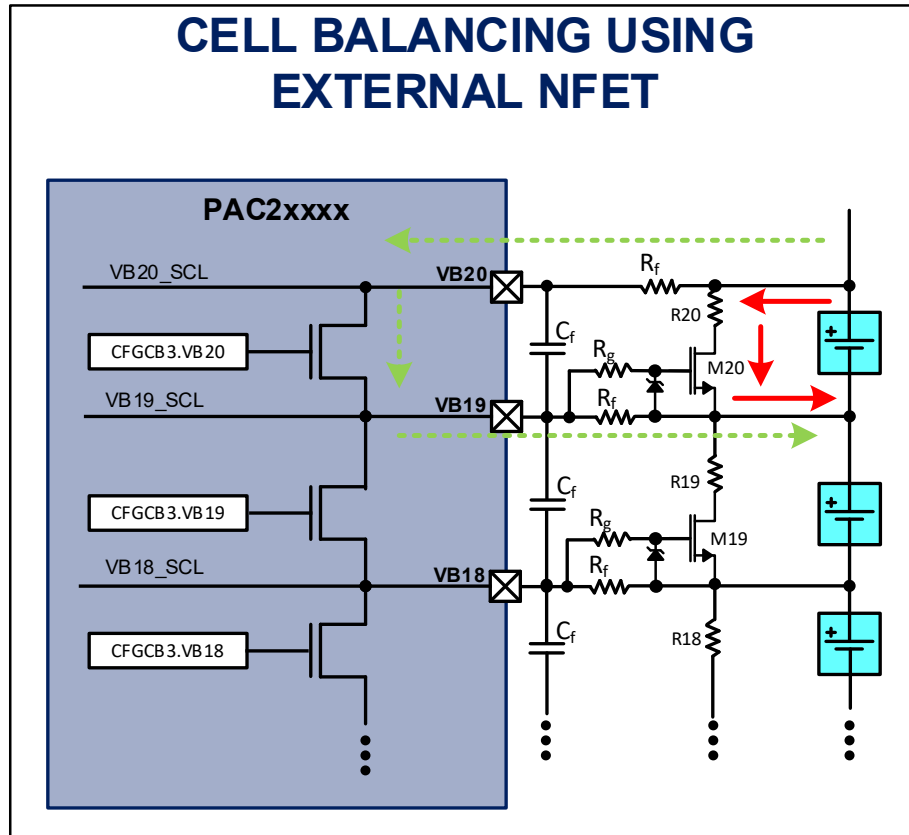 CELL BALANCING USING
EXTERNAL NFET
PAC2xxxx
VB20_SCL
VB20
Rf
R20
CFGCB3.VB20
Cf
Rg
M20
+
VB19_SCL
VB19
Rf
R19
CFGCB3.VB19
Cf
Rg
M19
+
VB18_SCL
VB18
Rf
R18
CFGCB3.VB18
Cf
+